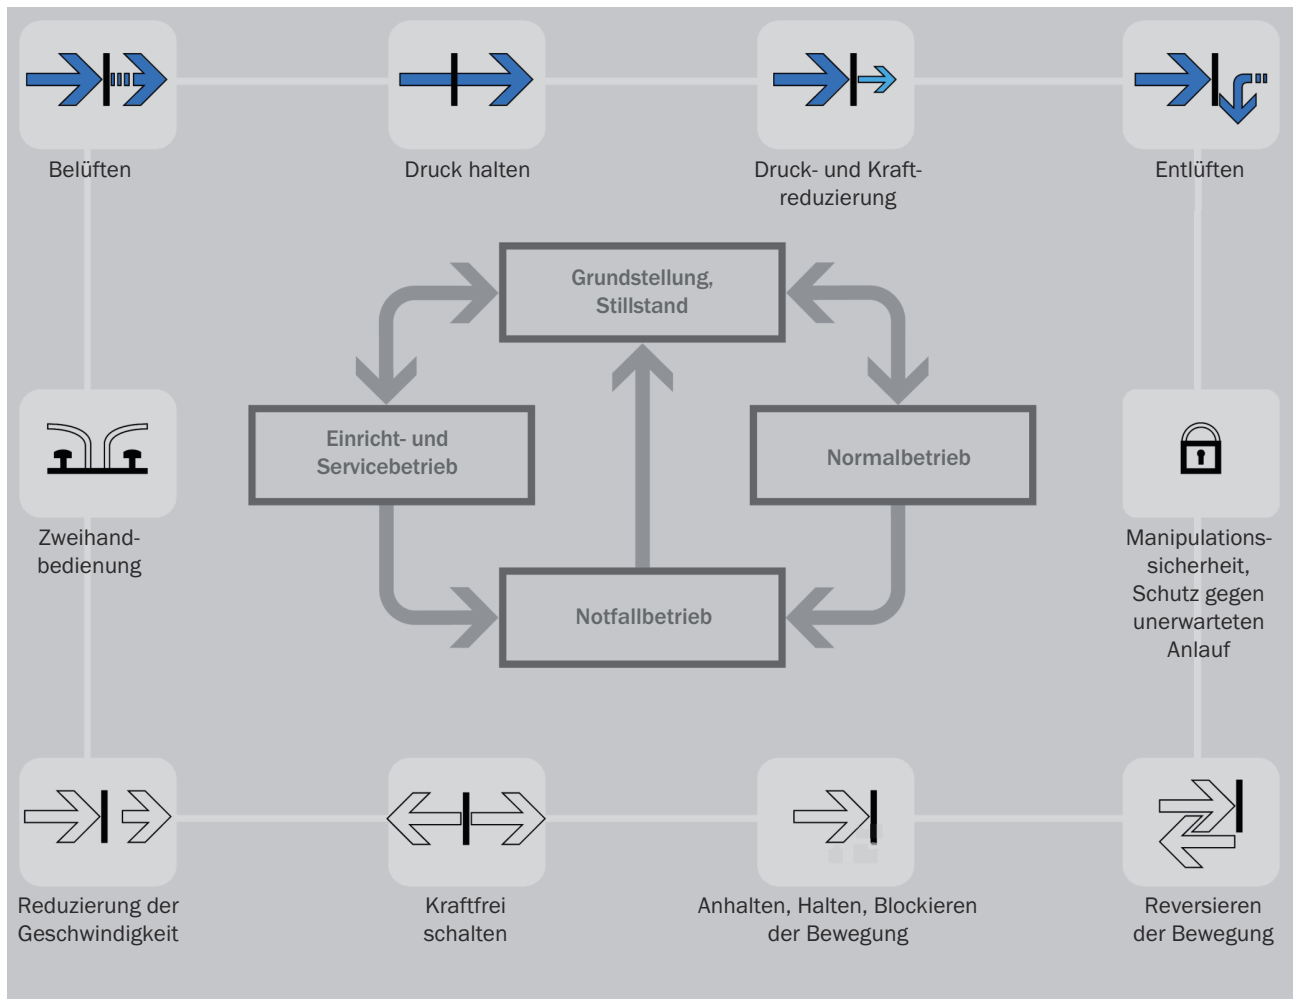 Belüften
Druck halten
Druck- und Kraft-
reduzierung
Entlüften
Grundstellung,
Stillstand
Einricht- und
Servicebetrieb
Normalbetrieb
Notfallbetrieb
Zweihand-
bedienung
Manipulations-
sicherheit,
Schutz gegen
unerwarteten
Anlauf
Reduzierung der
Geschwindigkeit
Kraftfrei
schalten
Anhalten, Halten, Blockieren
der Bewegung
Reversieren
der Bewegung